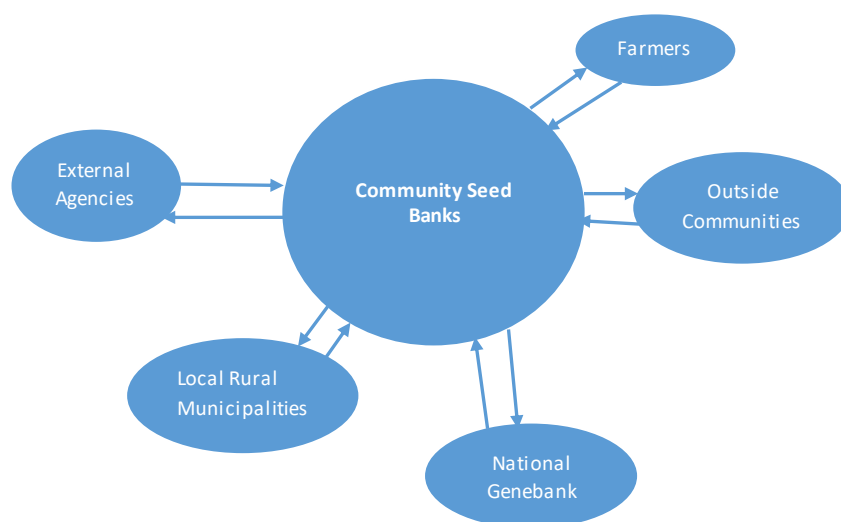 Farmers
External
Agencies
Community Seed
Banks
Outside
Communities
Local Rural
Municipalities
National
Genebank